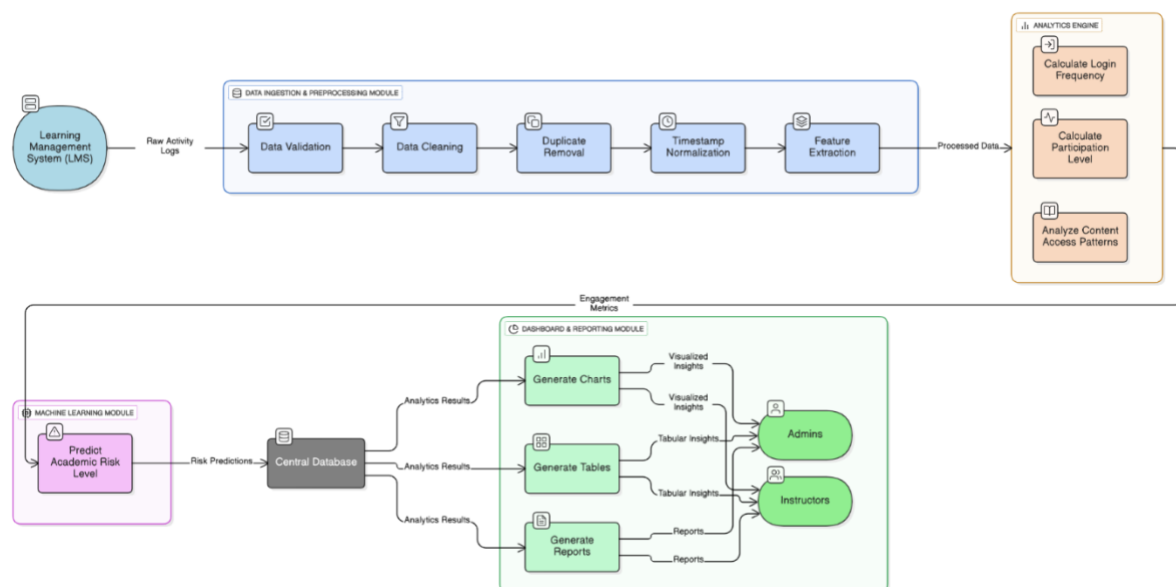 ANALYTICS ENGINE
Calculate Login
Frequency
DATA INGESTION & PREPROCESSING MODULE
Learning
Management
System (LMS)
Raw Activity
Logs
Data Validation
Data Cleaning
Duplicate
Removal
Timestamp
Normalization
Feature
Extraction
Processed Data
Calculate
Participation
Level
Analyze Content
Access Patterns
Engagement
Metrics
DASHBOARD & REPORTING MODULE
Generate Charts
Visualized
Insights
Visualized
Insights
MACHINE LEARNING MODULE
Predict
Academic Risk
Level
Risk Predictions
Central Database
Analytics Results
Analytics Results
Analytics Results
Generate Tables
Tabular Insights
Tabular Insights
Generate
Reports
Reports
Reports
Admins
Instructors